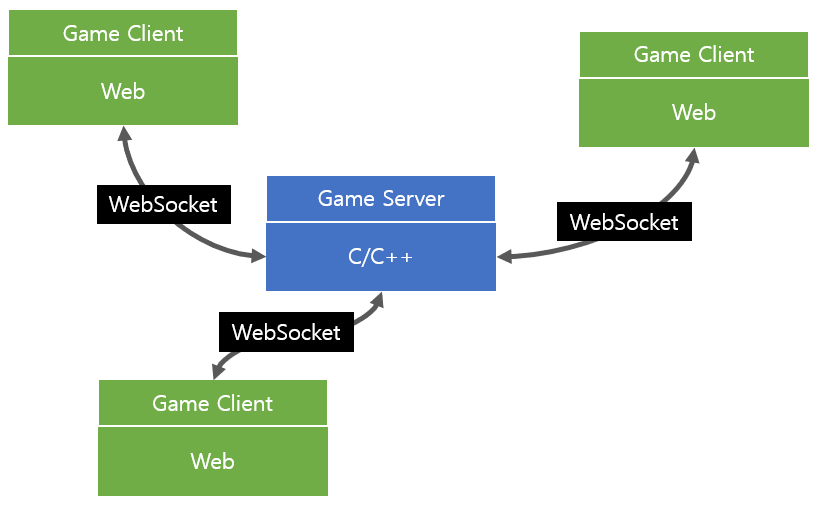 Game Client
Web
Game Client
Web
WebSocket
Game Server
C/C++
WebSocket
WebSocket
Game Client
Web